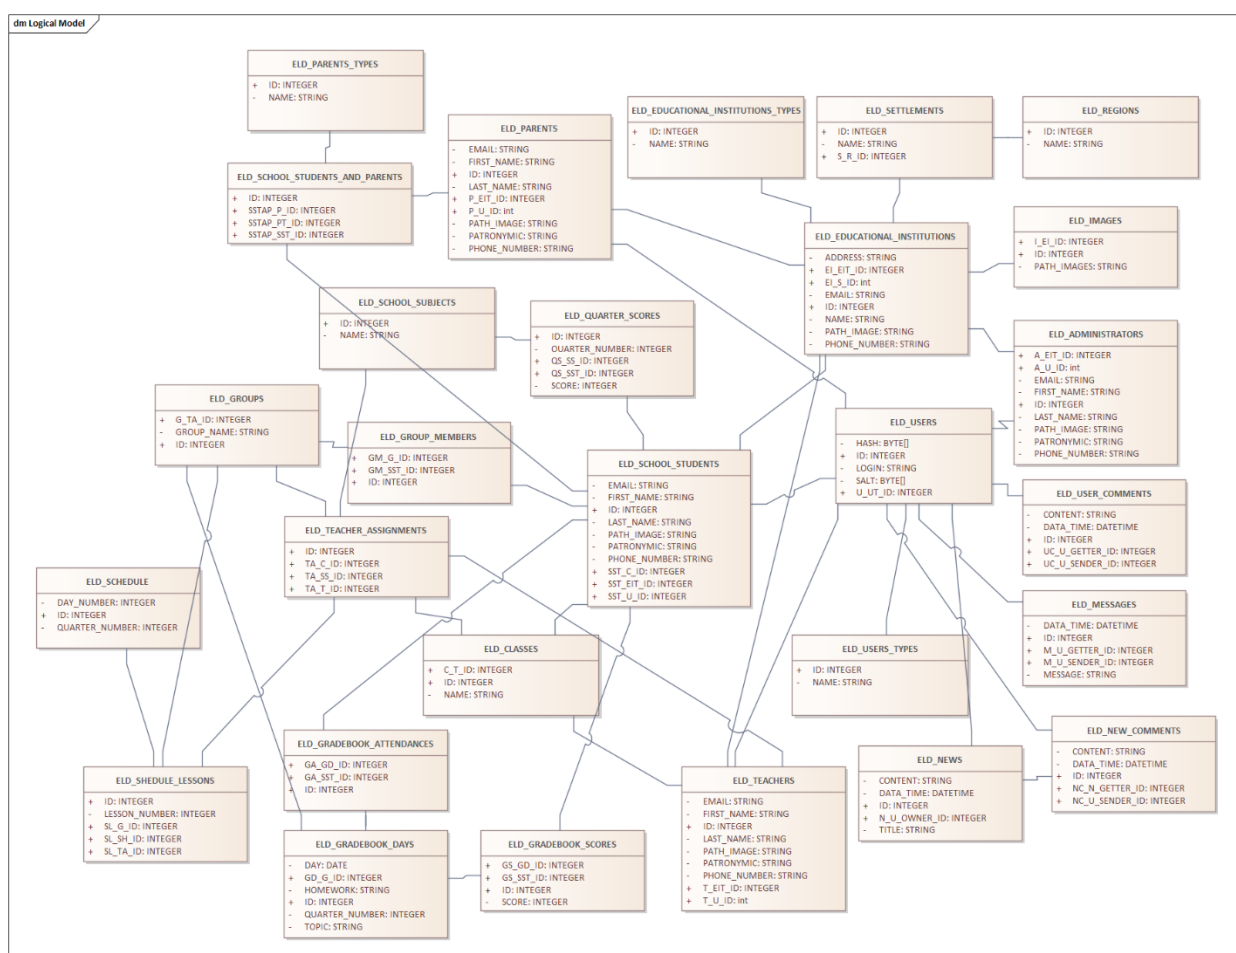 dm Logical Model
ELD_PARENTS_TYPES
+ ID: INTEGER
- NAME: STRING
ELD_PARENTS
- EMAIL: STRING
- FIRST_NAME: STRING
+ ID: INTEGER
- LAST_NAME: STRING
+ P_EIT_ID: INTEGER
+ P_U_ID: int
- PATH_IMAGE: STRING
- PATRONYMIC: STRING
- PHONE_NUMBER: STRING
ELD_EDUCATIONAL_INSTITUTIONS_TYPES
+ ID: INTEGER
- NAME: STRING
ELD_SETTLEMENTS
+ ID: INTEGER
- NAME: STRING
+ S_R_ID: INTEGER
ELD_REGIONS
+ ID: INTEGER
- NAME: STRING
ELD_SCHOOL_STUDENTS_AND_PARENTS
+ ID: INTEGER
+ SSTAP_P_ID: INTEGER
+ SSTAP_PT_ID: INTEGER
+ SSTAP_SST_ID: INTEGER
ELD_EDUCATIONAL_INSTITUTIONS
- ADDRESS: STRING
+ EI_EIT_ID: INTEGER
+ EI_S_ID: int
- EMAIL: STRING
+ ID: INTEGER
- NAME: STRING
- PATH_IMAGE: STRING
- PHONE_NUMBER: STRING
ELD_IMAGES
+ I_EI_ID: INTEGER
+ ID: INTEGER
- PATH_IMAGES: STRING
ELD_SCHOOL_SUBJECTS
+ ID: INTEGER
- NAME: STRING
ELD_QUARTER_SCORES
+ ID: INTEGER
- OUARTER_NUMBER: INTEGER
+ QS_SS_ID: INTEGER
+ QS_SST_ID: INTEGER
- SCORE: INTEGER
ELD_ADMINISTRATORS
+ A_EIT_ID: INTEGER
+ A_U_ID: int
- EMAIL: STRING
- FIRST_NAME: STRING
+ ID: INTEGER
- LAST_NAME: STRING
- PATH_IMAGE: STRING
- PATRONYMIC: STRING
- PHONE_NUMBER: STRING
ELD_GROUPS
+ G_TA_ID: INTEGER
- GROUP_NAME: STRING
+ ID: INTEGER
ELD_GROUP_MEMBERS
+ GM_G_ID: INTEGER
+ GM_SST_ID: INTEGER
+ ID: INTEGER
ELD_SCHOOL_STUDENTS
- EMAIL: STRING
- FIRST_NAME: STRING
+ ID: INTEGER
- LAST_NAME: STRING
- PATH_IMAGE: STRING
- PATRONYMIC: STRING
- PHONE_NUMBER: STRING
+ SST_C_ID: INTEGER
+ SST_EIT_ID: INTEGER
+ SST_U_ID: INTEGER
ELD_USERS
- HASH: BYTE[]
+ ID: INTEGER
- LOGIN: STRING
- SALT: BYTE[]
+ U_UT_ID: INTEGER
ELD_USER_COMMENTS
- CONTENT: STRING
- DATA_TIME: DATETIME
+ ID: INTEGER
+ UC_U_GETTER_ID: INTEGER
+ UC_U_SENDER_ID: INTEGER
ELD_TEACHER_ASSIGNMENTS
+ ID: INTEGER
+ TA_C_ID: INTEGER
+ TA_SS_ID: INTEGER
+ TA_T_ID: INTEGER
ELD_SCHEDULE
- DAY_NUMBER: INTEGER
+ ID: INTEGER
- QUARTER_NUMBER: INTEGER
ELD_MESSAGES
- DATA_TIME: DATETIME
+ ID: INTEGER
+ M_U_GETTER_ID: INTEGER
+ M_U_SENDER_ID: INTEGER
- MESSAGE: STRING
ELD_CLASSES
+ C_T_ID: INTEGER
+ ID: INTEGER
- NAME: STRING
ELD_USERS_TYPES
+ ID: INTEGER
- NAME: STRING
ELD_NEW_COMMENTS
- CONTENT: STRING
- DATA_TIME: DATETIME
+ ID: INTEGER
+ NC_N_GETTER_ID: INTEGER
+ NC_U_SENDER_ID: INTEGER
ELD_GRADEBOOK_ATTENDANCES
+ GA_GD_ID: INTEGER
+ GA_SST_ID: INTEGER
+ ID: INTEGER
ELD_NEWS
- CONTENT: STRING
- DATA_TIME: DATETIME
+ ID: INTEGER
+ N_U_OWNER_ID: INTEGER
- TITLE: STRING
ELD_SHEDULE_LESSONS
+ ID: INTEGER
- LESSON_NUMBER: INTEGER
+ SL_G_ID: INTEGER
+ SL_SH_ID: INTEGER
+ SL_TA_ID: INTEGER
ELD_TEACHERS
- EMAIL: STRING
- FIRST_NAME: STRING
+ ID: INTEGER
- LAST_NAME: STRING
- PATH_IMAGE: STRING
- PATRONYMIC: STRING
- PHONE_NUMBER: STRING
+ T_EIT_ID: INTEGER
+ T_U_ID: int
ELD_GRADEBOOK_DAYS
- DAY: DATE
+ GD_G_ID: INTEGER
- HOMEWORK: STRING
+ ID: INTEGER
- QUARTER_NUMBER: INTEGER
- TOPIC: STRING
ELD_GRADEBOOK_SCORES
+ GS_GD_ID: INTEGER
+ GS_SST_ID: INTEGER
+ ID: INTEGER
- SCORE: INTEGER